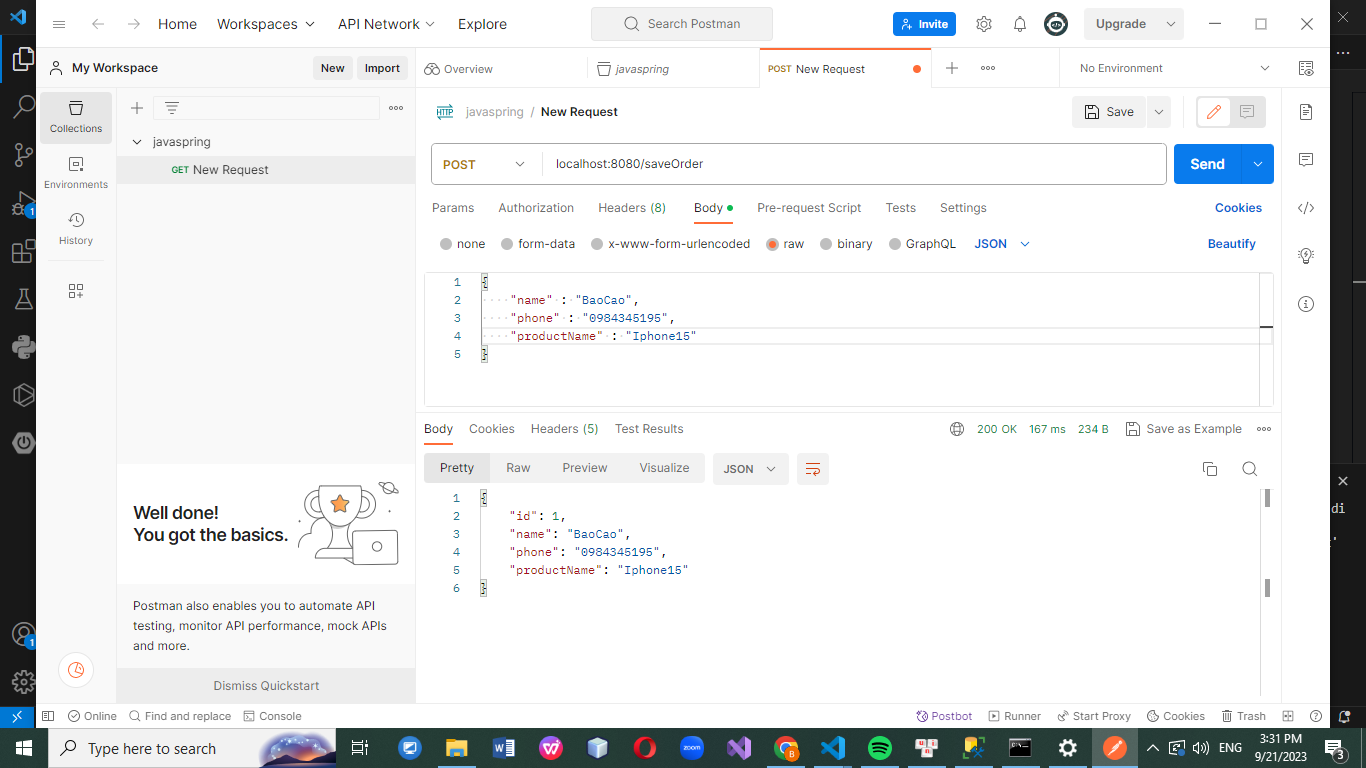 Home Workspaces API Network Explore Search Postman Invite Upgrade
My Workspace New Import Overview javaspring POST New Request No Environment
Collections
Environments
History
javaspring
GET New Request
HTTP javaspring / New Request Save
POST localhost:8080/saveOrder Send
Params Authorization Headers (8) Body Pre-request Script Tests Settings Cookies
none form-data x-www-form-urlencoded raw binary GraphQL JSON Beautify
1 {
2 "name" : "BaoCao",
3 "phone" : "0984345195",
4 "productName" : "Iphone15"
5 }
Body Cookies Headers (5) Test Results 200 OK 167 ms 234 B Save as Example
Pretty Raw Preview Visualize JSON
1 {
2 "id": 1,
3 "name": "BaoCao",
4 "phone": "0984345195",
5 "productName": "Iphone15"
6 }
Well done!
You got the basics.
Postman also enables you to automate API
testing, monitor API performance, mock APIs
and more.
Dismiss Quickstart
di
1
1
Online Find and replace Console Postbot Runner Start Proxy Cookies Trash
Type here to search zoom ENG 3:31 PM
9/21/2023 3